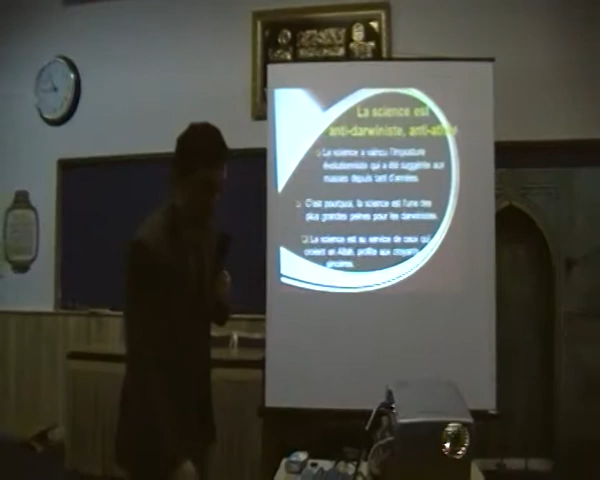 La science est
anti-darwiniste, anti-athée
La science a vaincu l'imposture
évolutionniste qui a été suggérée aux
masses depuis tant d'années.
C'est pourquoi, la science est l'une des
plus grandes peines pour les darwinistes.
La science est au service de ceux qui
croient en Allah, profite aux croyants
sincères.